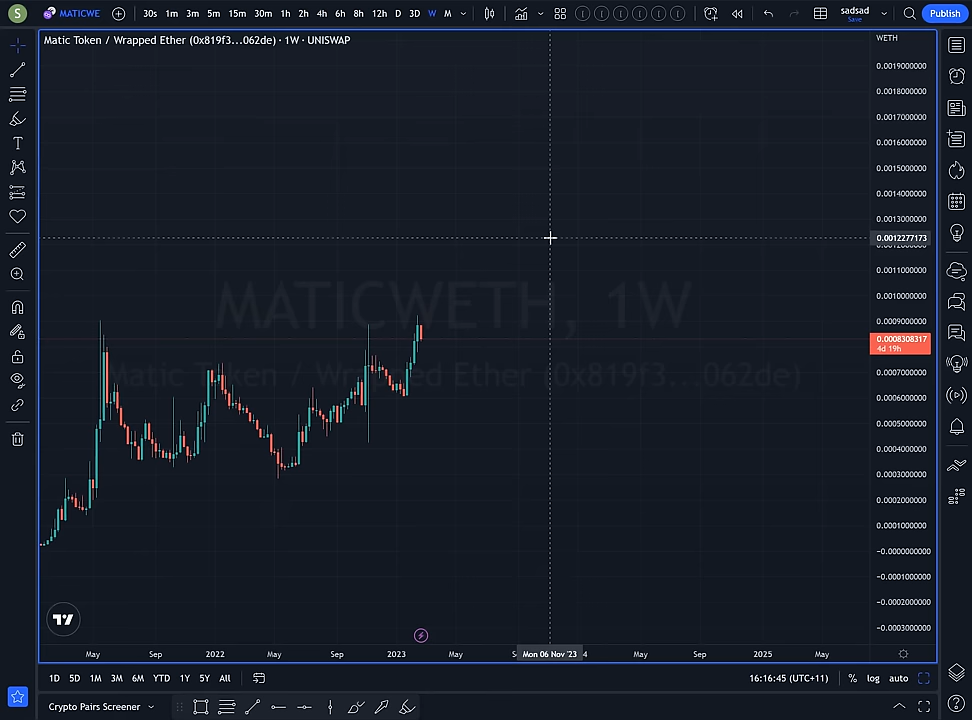 S MATICWE 30s 1m 3m 5m 15m 30m 1h 2h 4h 6h 8h 12h D 3D W M sadsad Save Publish
Matic Token / Wrapped Ether (0x819f3...062de) · 1W · UNISWAP
WETH
0.0019000000
0.0018000000
0.0017000000
0.0016000000
0.0015000000
0.0014000000
0.0013000000
0.0012277173
0.0012000000
0.0011000000
0.0010000000
MATICWETH, 1W
0.0009000000
0.0008308317
4d 19h
0.0007000000
Matic Token / Wrapped Ether (0x819f3...062de)
0.0006000000
0.0005000000
0.0004000000
0.0003000000
0.0002000000
0.0001000000
−0.0000000000
−0.0001000000
−0.0002000000
−0.0003000000
May Sep 2022 May Sep 2023 May Mon 06 Nov '23 May Sep 2025 May
1D 5D 1M 3M 6M YTD 1Y 5Y All 16:16:45 (UTC+11) % log auto
Crypto Pairs Screener